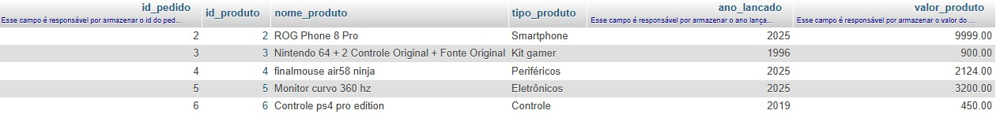 id_pedido id_produto nome_produto tipo_produto ano_lancado valor_produto
Esse campo é responsável por armazenar o id do ped... Esse campo é responsável por armazenar o ano lança... Esse campo é responsável por armazenar o valor do ...
2 2 ROG Phone 8 Pro Smartphone 2025 9999.00
3 3 Nintendo 64 + 2 Controle Original + Fonte Original Kit gamer 1996 900.00
4 4 finalmouse air58 ninja Periféricos 2025 2124.00
5 5 Monitor curvo 360 hz Eletrônicos 2025 3200.00
6 6 Controle ps4 pro edition Controle 2019 450.00